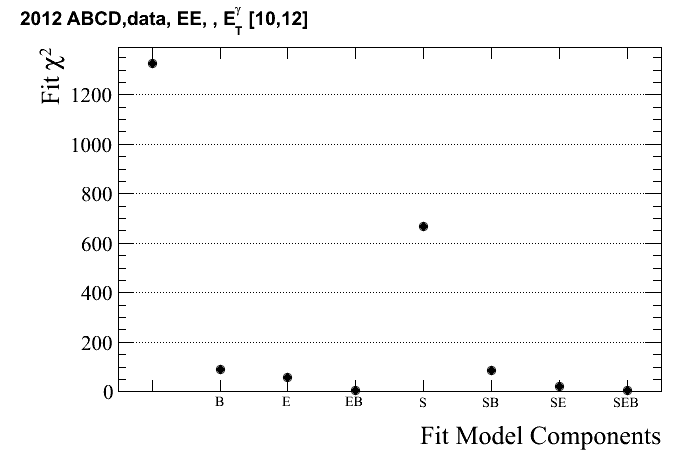 2012 ABCD,data, EE, , E_T^γ [10,12]
Fit χ²
1200
1000
800
600
400
200
0
B E EB S SB SE SEB
Fit Model Components